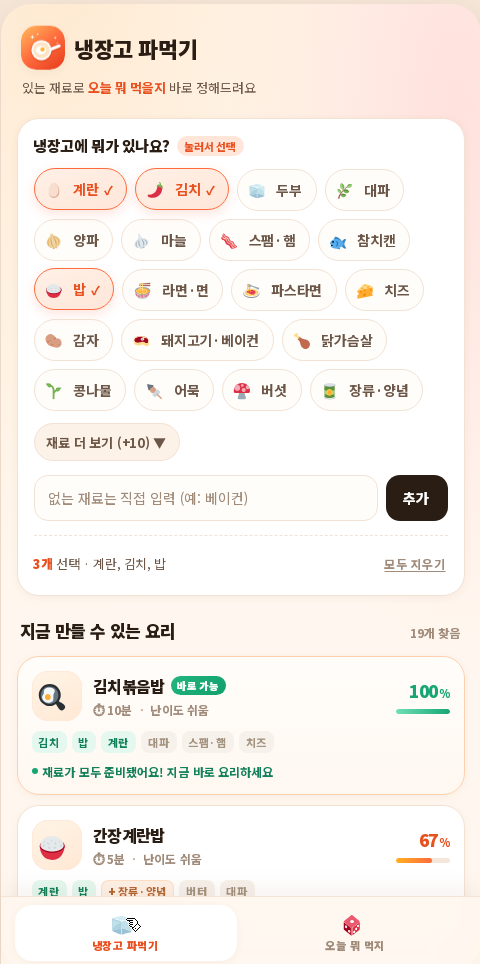 냉장고 파먹기
있는 재료로 오늘 뭐 먹을지 바로 정해드려요
냉장고에 뭐가 있나요? 눌러서 선택
계란 ✓ 김치 ✓ 두부 대파
양파 마늘 스팸·햄 참치캔
밥 ✓ 라면·면 파스타면 치즈
감자 돼지고기·베이컨 닭가슴살
콩나물 어묵 버섯 장류·양념
재료 더 보기 (+10) ▼
없는 재료는 직접 입력 (예: 베이컨) 추가
3개 선택 · 계란, 김치, 밥 모두 지우기
지금 만들 수 있는 요리 19개 찾음
김치볶음밥 바로 가능 100%
⏱10분 · 난이도 쉬움
김치 밥 계란 대파 스팸·햄 치즈
재료가 모두 준비됐어요! 지금 바로 요리하세요
간장계란밥 67%
⏱5분 · 난이도 쉬움
계란 밥 + 장류·양념 버터 대파
냉장고 파먹기 오늘 뭐 먹지